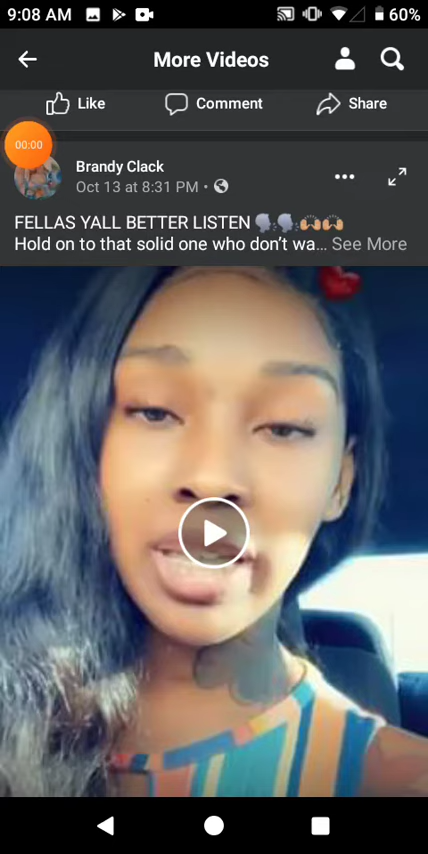 9:08 AM 60%
More Videos
Like Comment Share
00:00
Brandy Clack
Oct 13 at 8:31 PM ·
FELLAS YALL BETTER LISTEN 🗣🗣🙌🏼🙌🏼
Hold on to that solid one who don’t wa... See More